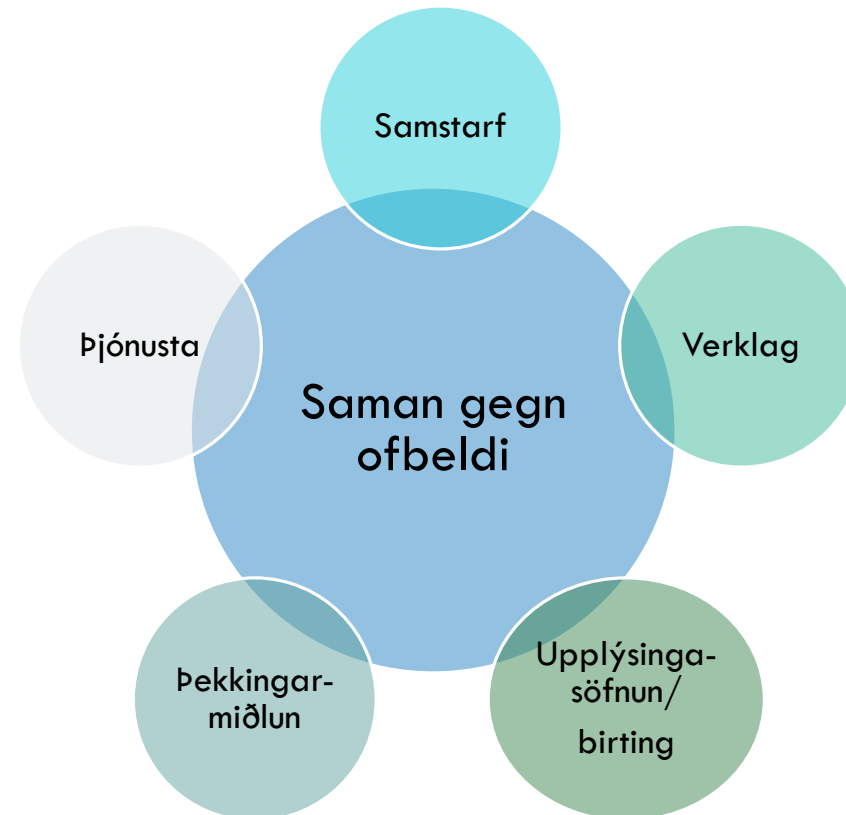 Samstarf
Þjónusta
Verklag
Saman gegn
ofbeldi
Þekkingar-
miðlun
Upplýsinga-
söfnun/
birting